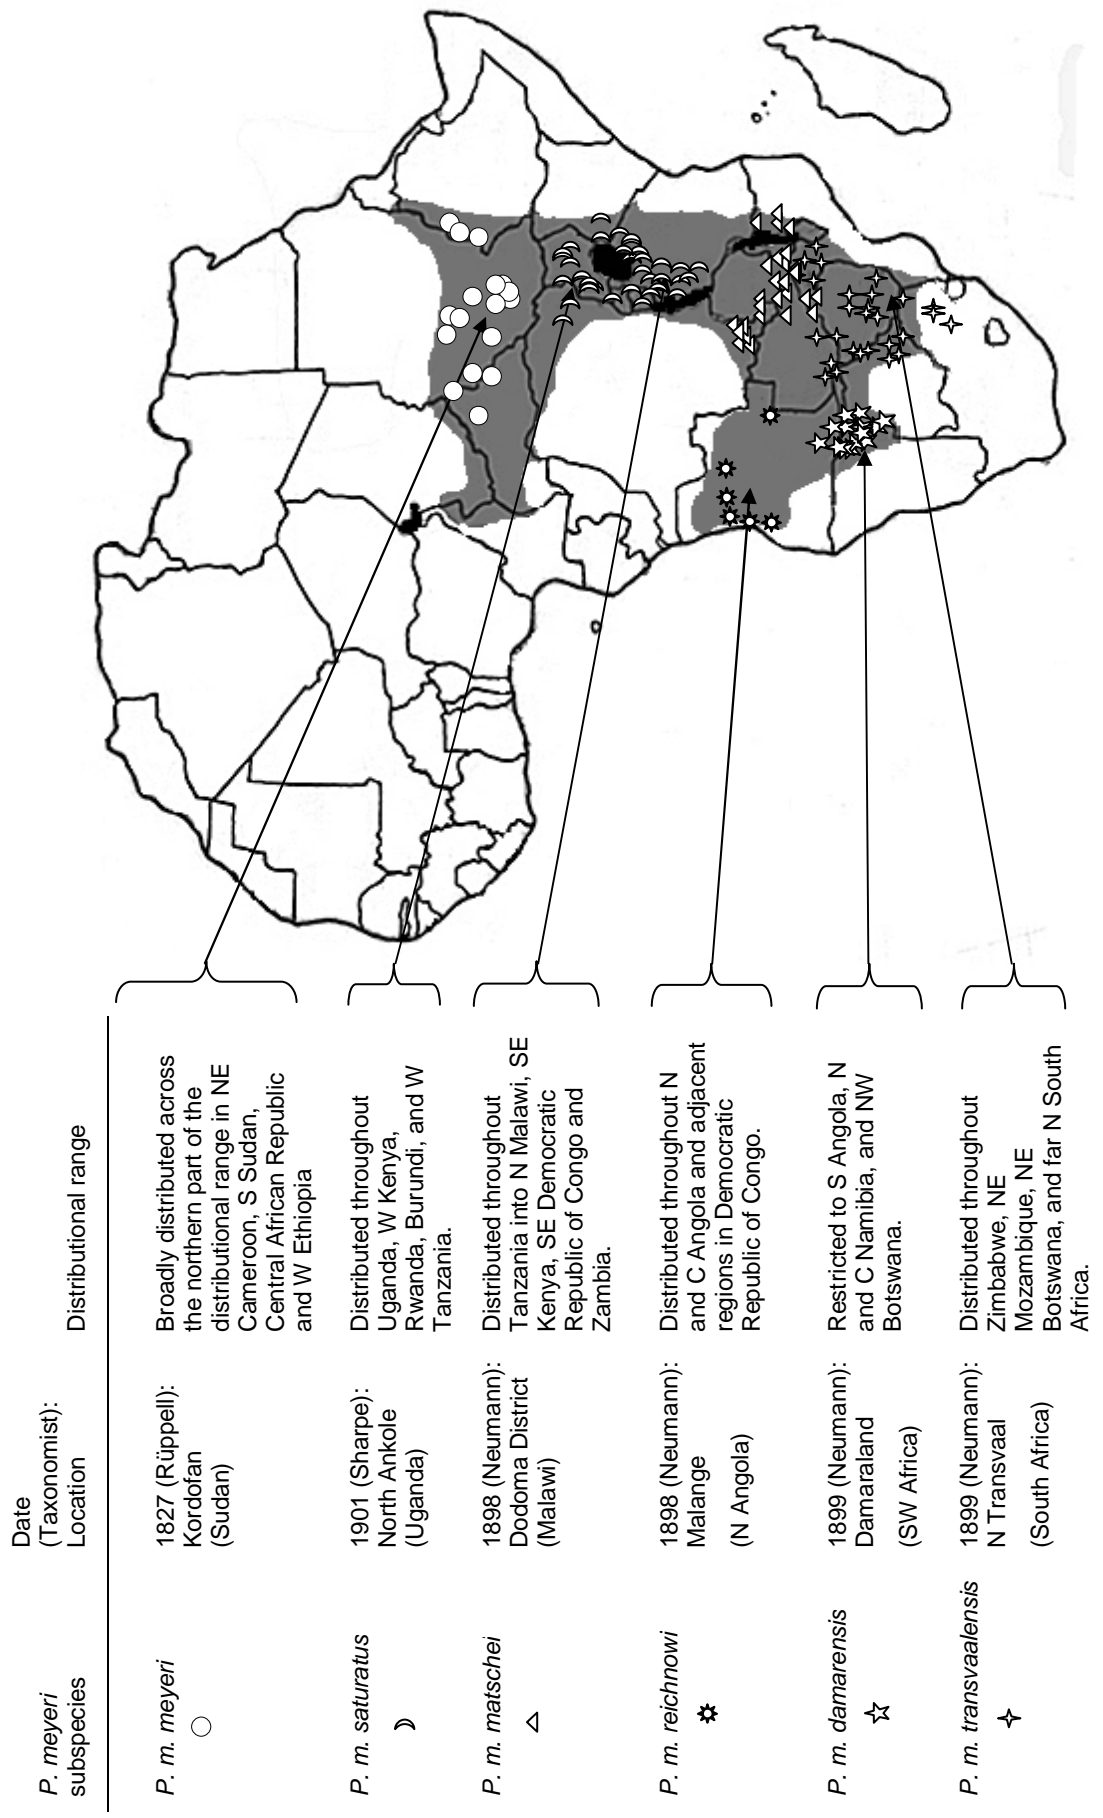 P. meyeri
subspecies
Date
(Taxonomist):
Location
Distributional range
P. m. meyeri
1827 (Rüppell):
Kordofan
(Sudan)
Broadly distributed across
the northern part of the
distributional range in NE
Cameroon, S Sudan,
Central African Republic
and W Ethiopia
P. m. saturatus
1901 (Sharpe):
North Ankole
(Uganda)
Distributed throughout
Uganda, W Kenya,
Rwanda, Burundi, and W
Tanzania.
P. m. matschei
1898 (Neumann):
Dodoma District
(Malawi)
Distributed throughout
Tanzania into N Malawi, SE
Kenya, SE Democratic
Republic of Congo and
Zambia.
P. m. reichnowi
1898 (Neumann):
Malange
(N Angola)
Distributed throughout N
and C Angola and adjacent
regions in Democratic
Republic of Congo.
P. m. damarensis
1899 (Neumann):
Damaraland
(SW Africa)
Restricted to S Angola, N
and C Namibia, and NW
Botswana.
P. m. transvaalensis
1899 (Neumann):
N Transvaal
(South Africa)
Distributed throughout
Zimbabwe, NE
Mozambique, NE
Botswana, and far N South
Africa.